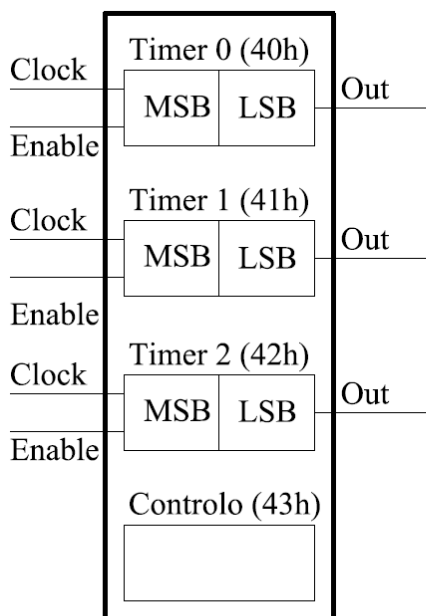 Timer 0 (40h)
Clock
MSB LSB
Out
Enable
Timer 1 (41h)
Clock
MSB LSB
Out
Enable
Timer 2 (42h)
Clock
MSB LSB
Out
Enable
Controlo (43h)